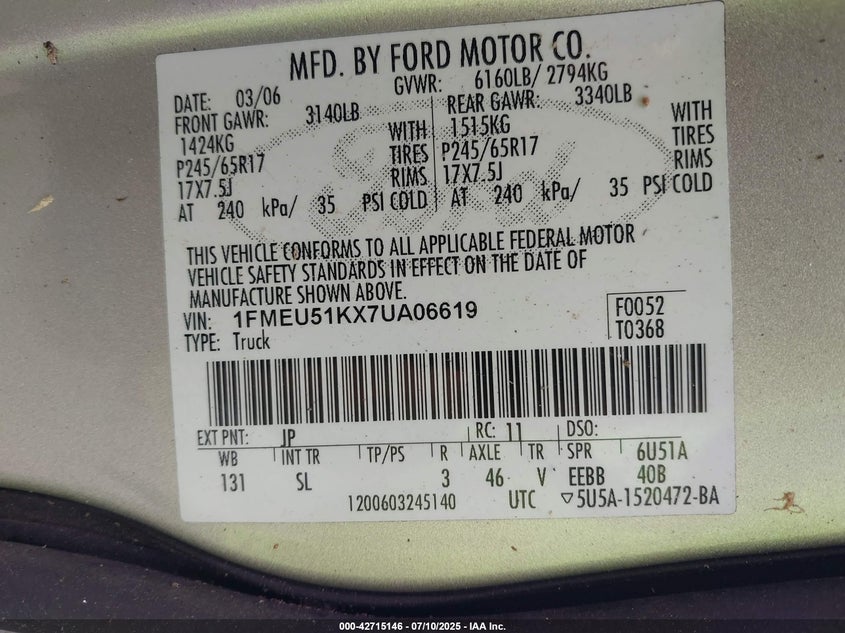 MFD. BY FORD MOTOR CO.
DATE: 03/06 GVWR: 6160LB/ 2794KG
FRONT GAWR: 3140LB REAR GAWR: 3340LB
1424KG WITH 1515KG WITH
P245/65R17 TIRES P245/65R17 TIRES
17X7.5J RIMS 17X7.5J RIMS
AT 240 kPa/ 35 PSI COLD AT 240 kPa/ 35 PSI COLD
Ford
THIS VEHICLE CONFORMS TO ALL APPLICABLE FEDERAL MOTOR
VEHICLE SAFETY STANDARDS IN EFFECT ON THE DATE OF
MANUFACTURE SHOWN ABOVE.
VIN: 1FMEU51KX7UA06619 F0052
TYPE: Truck T0368
EXT PNT: JP RC: 11 DSO:
WB INT TR TP/PS R AXLE TR SPR 6U51A
131 SL 3 46 V EEBB 40B
1200603245140 UTC ▽5U5A-1520472-BA
000-42715146 - 07/10/2025 - IAA Inc.